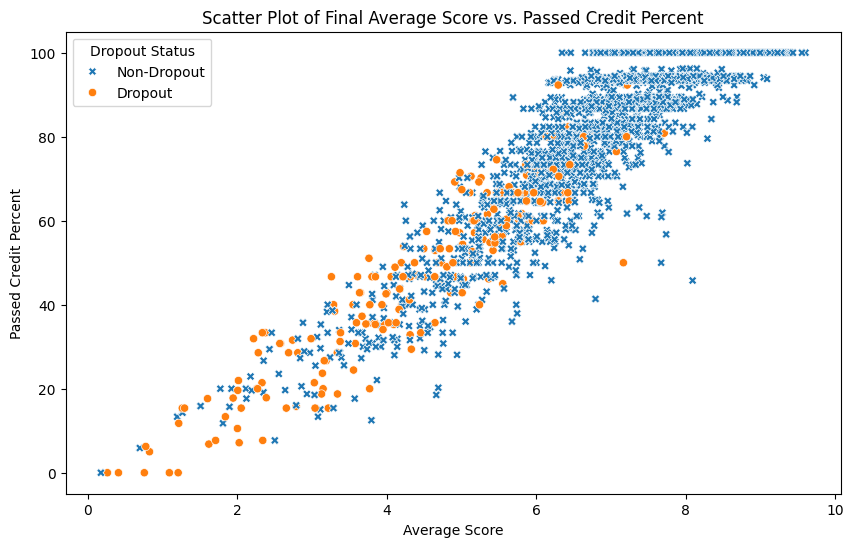 Scatter Plot of Final Average Score vs. Passed Credit Percent
Dropout Status
Non-Dropout
Dropout
Passed Credit Percent
100
80
60
40
20
0
0 2 4 6 8 10
Average Score